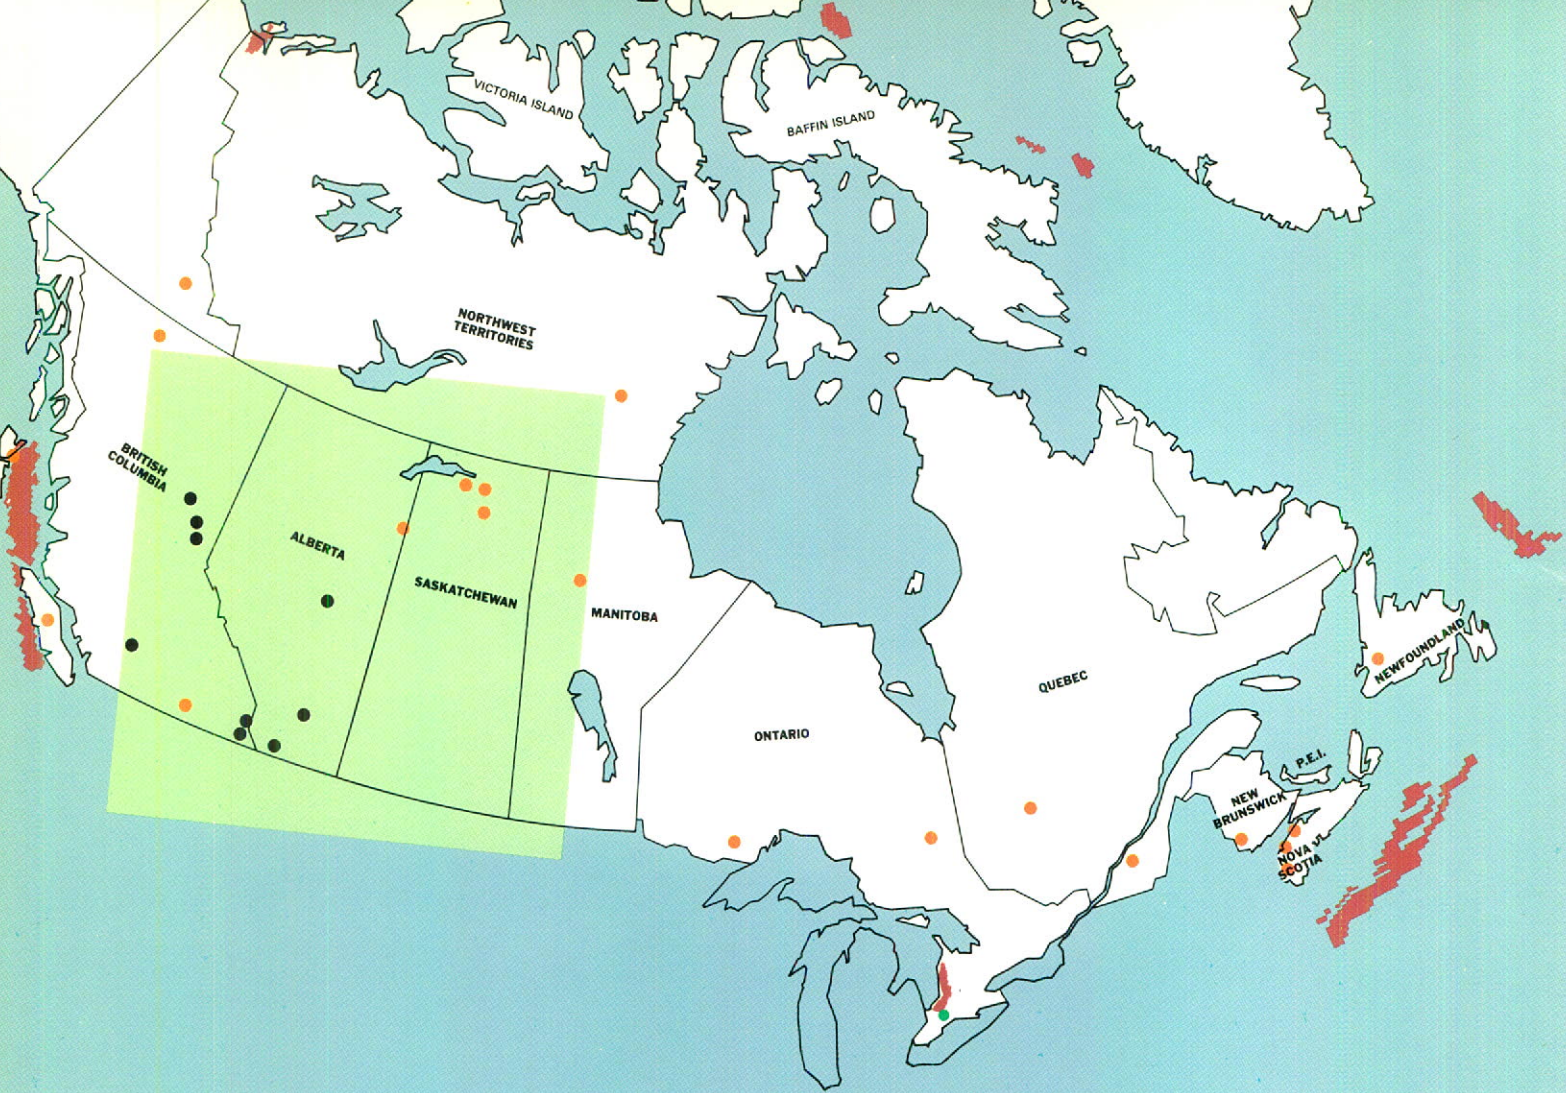 VICTORIA ISLAND
BAFFIN ISLAND
NORTHWEST
TERRITORIES
BRITISH
COLUMBIA
ALBERTA
SASKATCHEWAN
MANITOBA
ONTARIO
QUEBEC
NEWFOUNDLAND
P.E.I.
NEW
BRUNSWICK
NOVA
SCOTIA